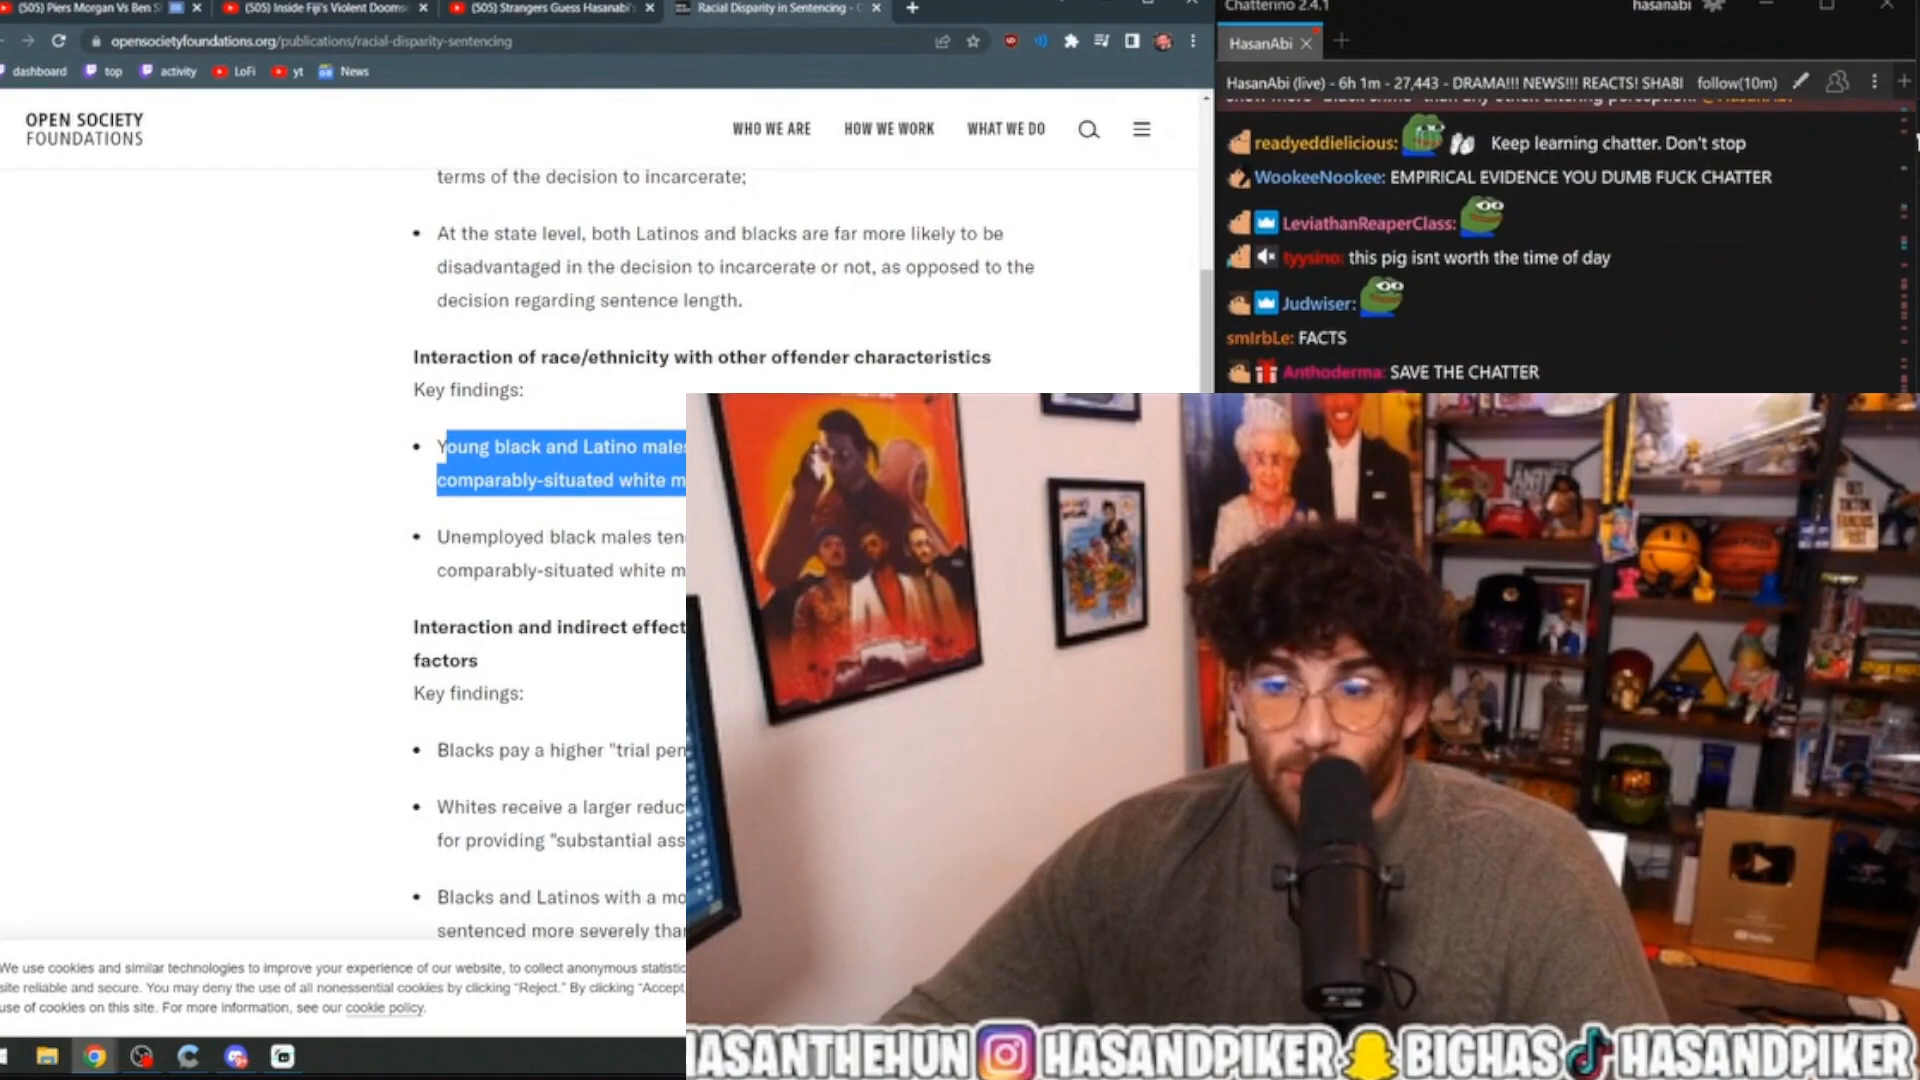 (505) Piers Morgan Vs Ben S
(505) Inside Fiji's Violent Dooms
(505) Strangers Guess Hasanabi's
Racial Disparity in Sentencing -
opensocietyfoundations.org/publications/racial-disparity-sentencing
dashboard
top
activity
LoFi
yt
News
OPEN SOCIETY
FOUNDATIONS
WHO WE ARE
HOW WE WORK
WHAT WE DO
terms of the decision to incarcerate;
• At the state level, both Latinos and blacks are far more likely to be
disadvantaged in the decision to incarcerate or not, as opposed to the
decision regarding sentence length.
Interaction of race/ethnicity with other offender characteristics
Key findings:
• Young black and Latino males
comparably-situated white m
• Unemployed black males ten
comparably-situated white m
Interaction and indirect effect
factors
Key findings:
• Blacks pay a higher "trial pen
• Whites receive a larger reduc
for providing "substantial ass
• Blacks and Latinos with a mo
sentenced more severely than
We use cookies and similar technologies to improve your experience of our website, to collect anonymous statistic
site reliable and secure. You may deny the use of all nonessential cookies by clicking "Reject." By clicking "Accept,
use of cookies on this site. For more information, see our cookie policy.
Chatterino 2.4.1
hasanabi
HasanAbi
HasanAbi (live) - 6h 1m - 27,443 - DRAMA!!! NEWS!!! REACTS! SHABI
follow(10m)
readyeddielicious: Keep learning chatter. Don't stop
WookeeNookee: EMPIRICAL EVIDENCE YOU DUMB FUCK CHATTER
LeviathanReaperClass:
tyysino: this pig isnt worth the time of day
Judwiser:
smIrbLe: FACTS
Anthoderma: SAVE THE CHATTER
ASANTHEHUN HASANDPIKER BIGHAS HASANDPIKER